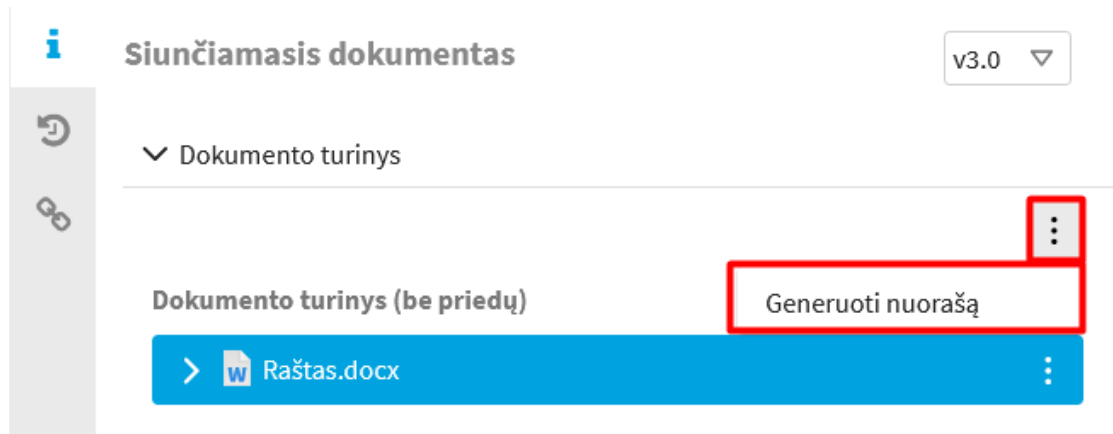 Siunčiamasis dokumentas
v3.0
Dokumento turinys
Dokumento turinys (be priedų)
Generuoti nuorašą
Raštas.docx